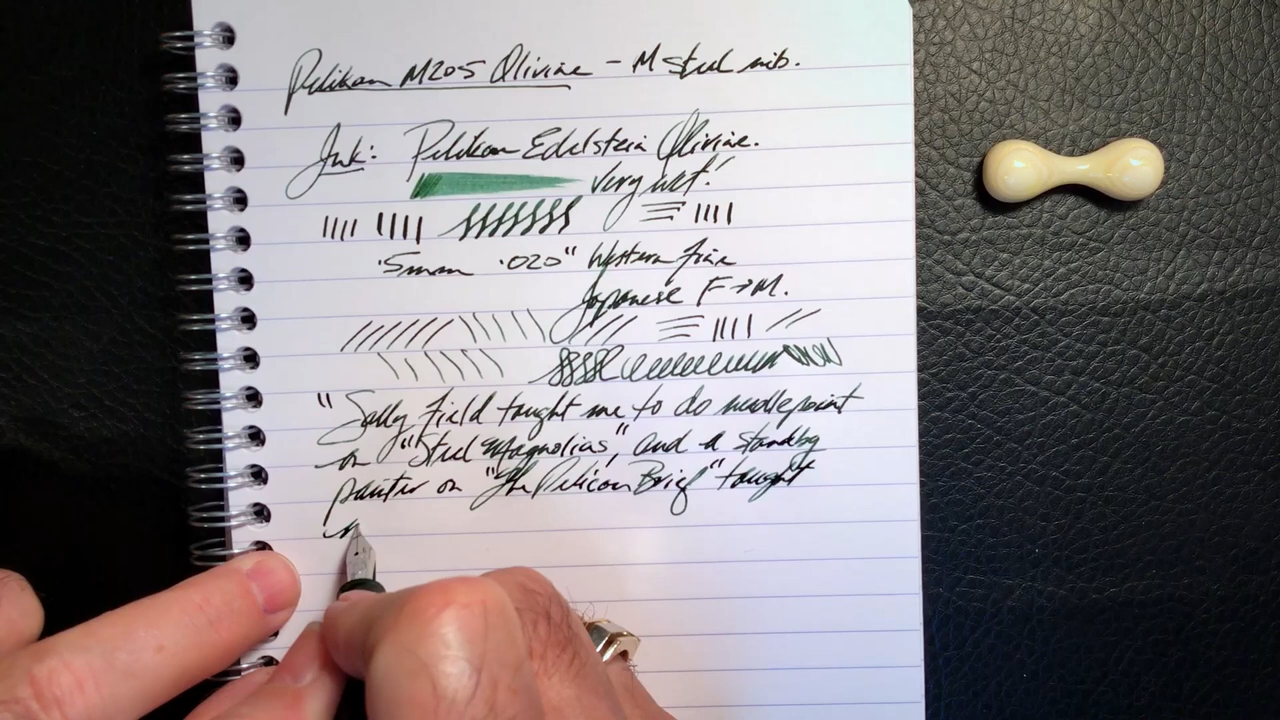 Pelikan M205 Olivine - M steel nib.
Ink: Pelikan Edelstein Olivine.
Very wet!
.5mm .020" Western fine
Japanese F→M.
"Sally Field taught me to do needlepoint
on "Steel Magnolias", and a standby
painter on "The Pelican Brief" taught